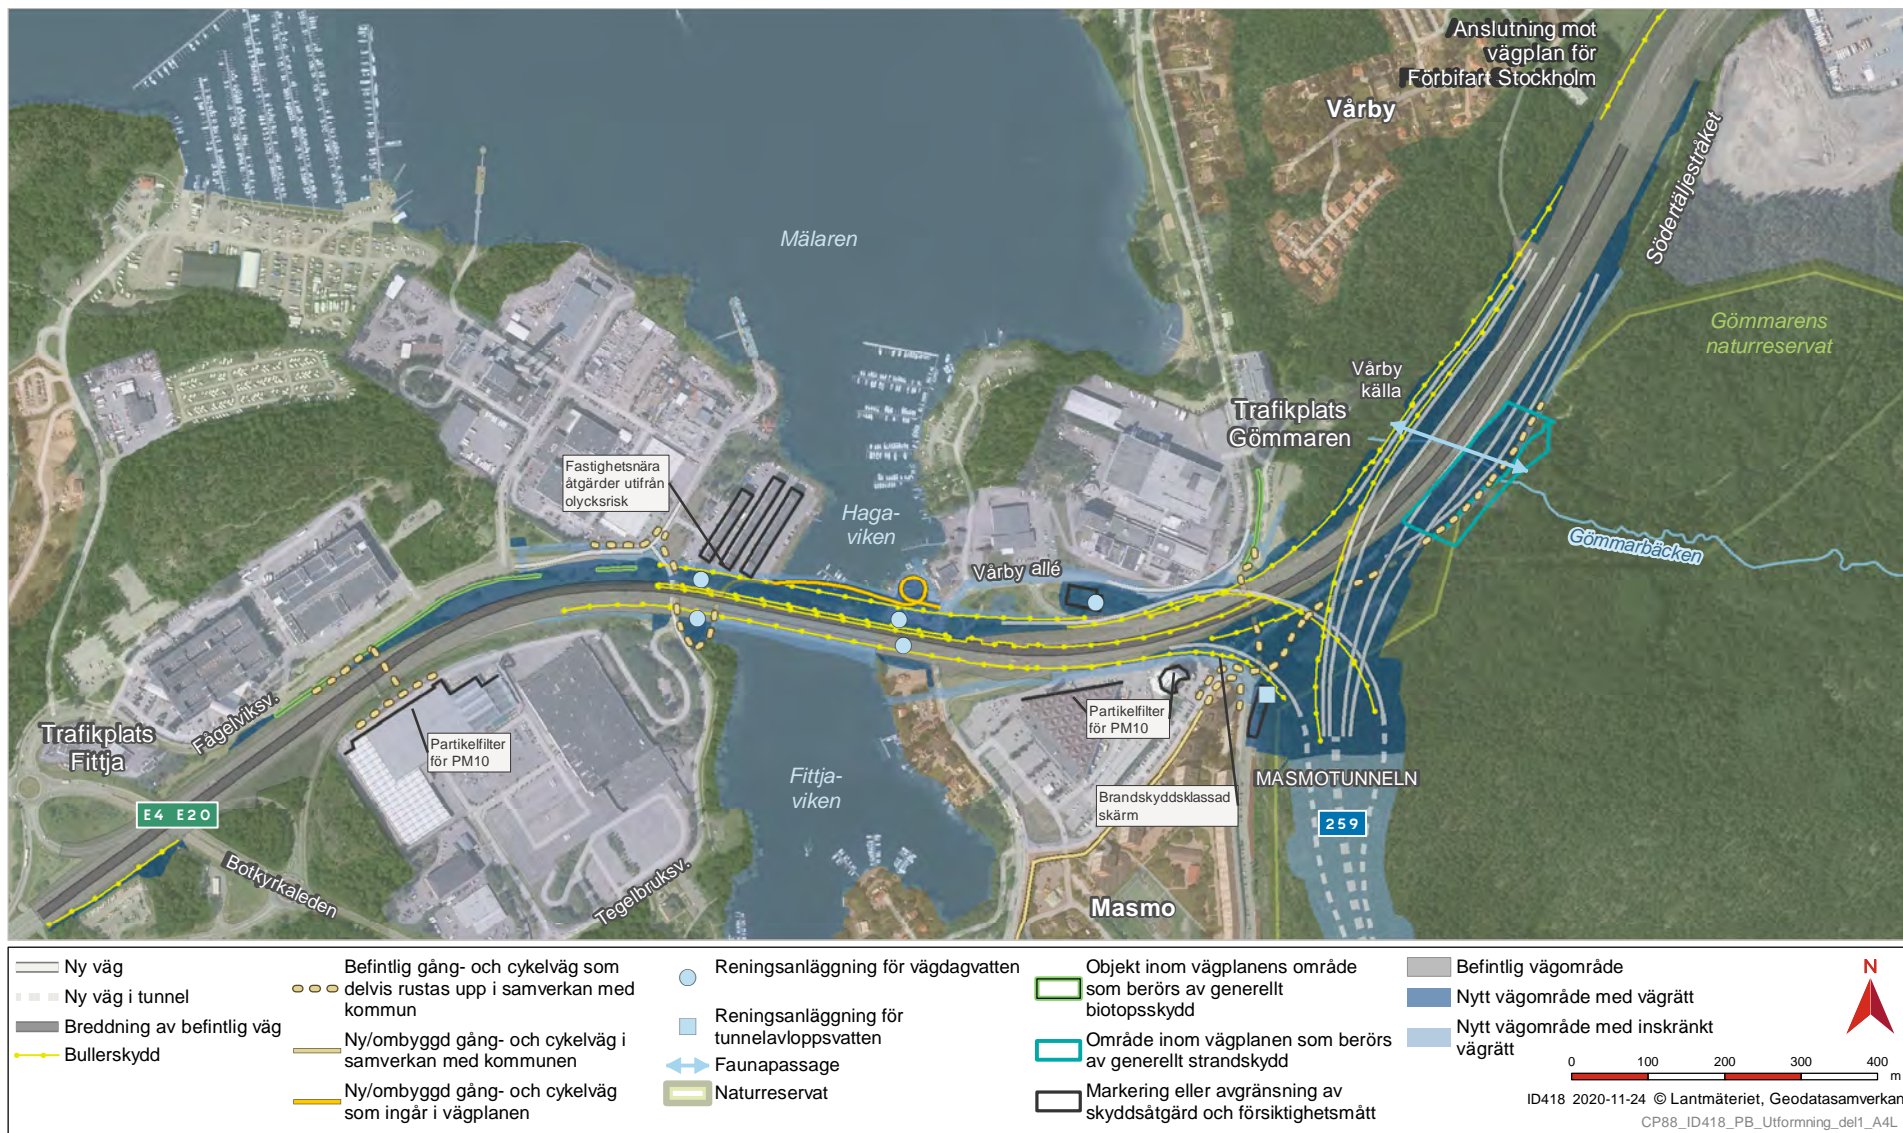 Anslutning mot
vägplan för
Förbifart Stockholm
Vårby
Södertäljestråket
Mälaren
Gömmarens
naturreservat
Vårby
källa
Trafikplats
Gömmaren
Fastighetsnära
åtgärder utifrån
olycksrisk
Haga-
viken
Vårby allé
Gömmarbäcken
Fågelviksv.
Trafikplats
Fittja
Partikelfilter
för PM10
Partikelfilter
för PM10
Fittja-
viken
MASMOTUNNELN
Brandskyddsklassad
skärm
E4 E20
259
Botkyrkaleden
Tegelbruksv.
Masmo
Ny väg
Ny väg i tunnel
Breddning av befintlig väg
Bullerskydd
Befintlig gång- och cykelväg som
delvis rustas upp i samverkan med
kommun
Ny/ombyggd gång- och cykelväg i
samverkan med kommunen
Ny/ombyggd gång- och cykelväg
som ingår i vägplanen
Reningsanläggning för vägdagvatten
Reningsanläggning för
tunnelavloppsvatten
Faunapassage
Naturreservat
Objekt inom vägplanens område
som berörs av generellt
biotopsskydd
Område inom vägplanen som berörs
av generellt strandskydd
Markering eller avgränsning av
skyddsåtgärd och försiktighetsmått
Befintlig vägområde
Nytt vägområde med vägrätt
Nytt vägområde med inskränkt
vägrätt
N
0 100 200 300 400
m
ID418 2020-11-24 © Lantmäteriet, Geodatasamverkan
CP88_ID418_PB_Utformning_del1_A4L